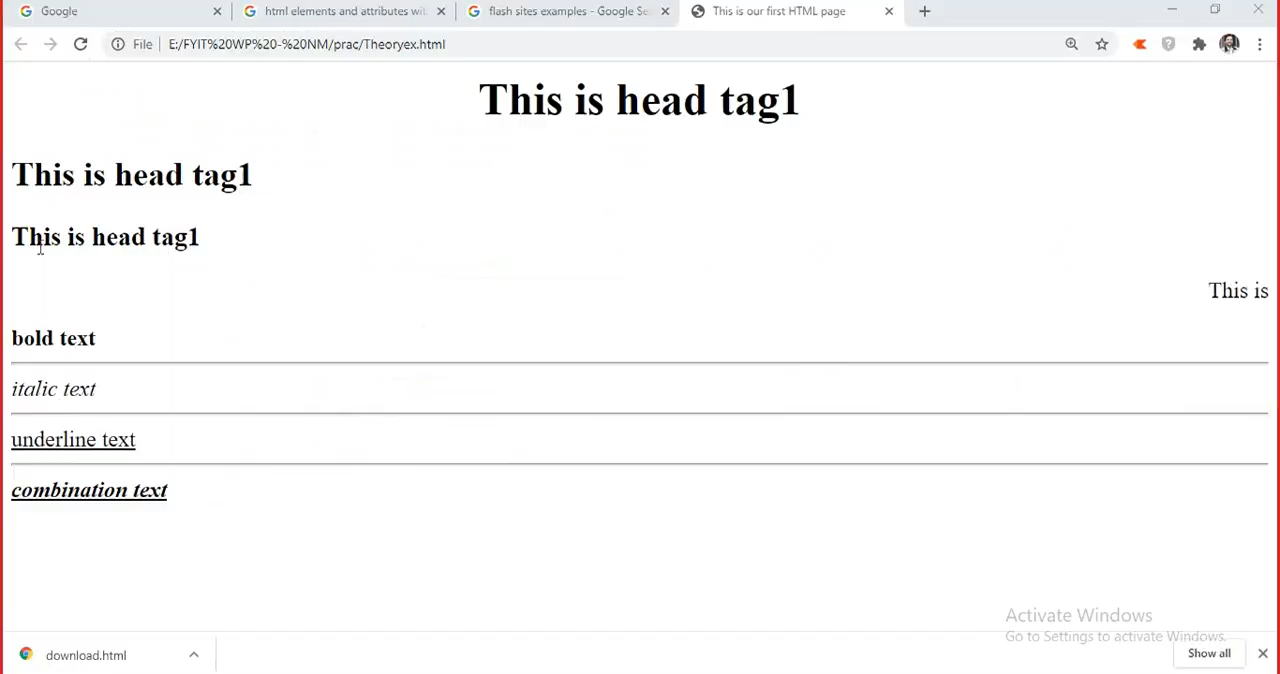 Google
html elements and attributes wit
flash sites examples - Google Se
This is our first HTML page
File
E:/FYIT%20WP%20-%20NM/prac/Theoryex.html
This is head tag1
This is head tag1
This is head tag1
This is
bold text
italic text
underline text
combination text
Activate Windows
Go to Settings to activate Windows.
download.html
Show all